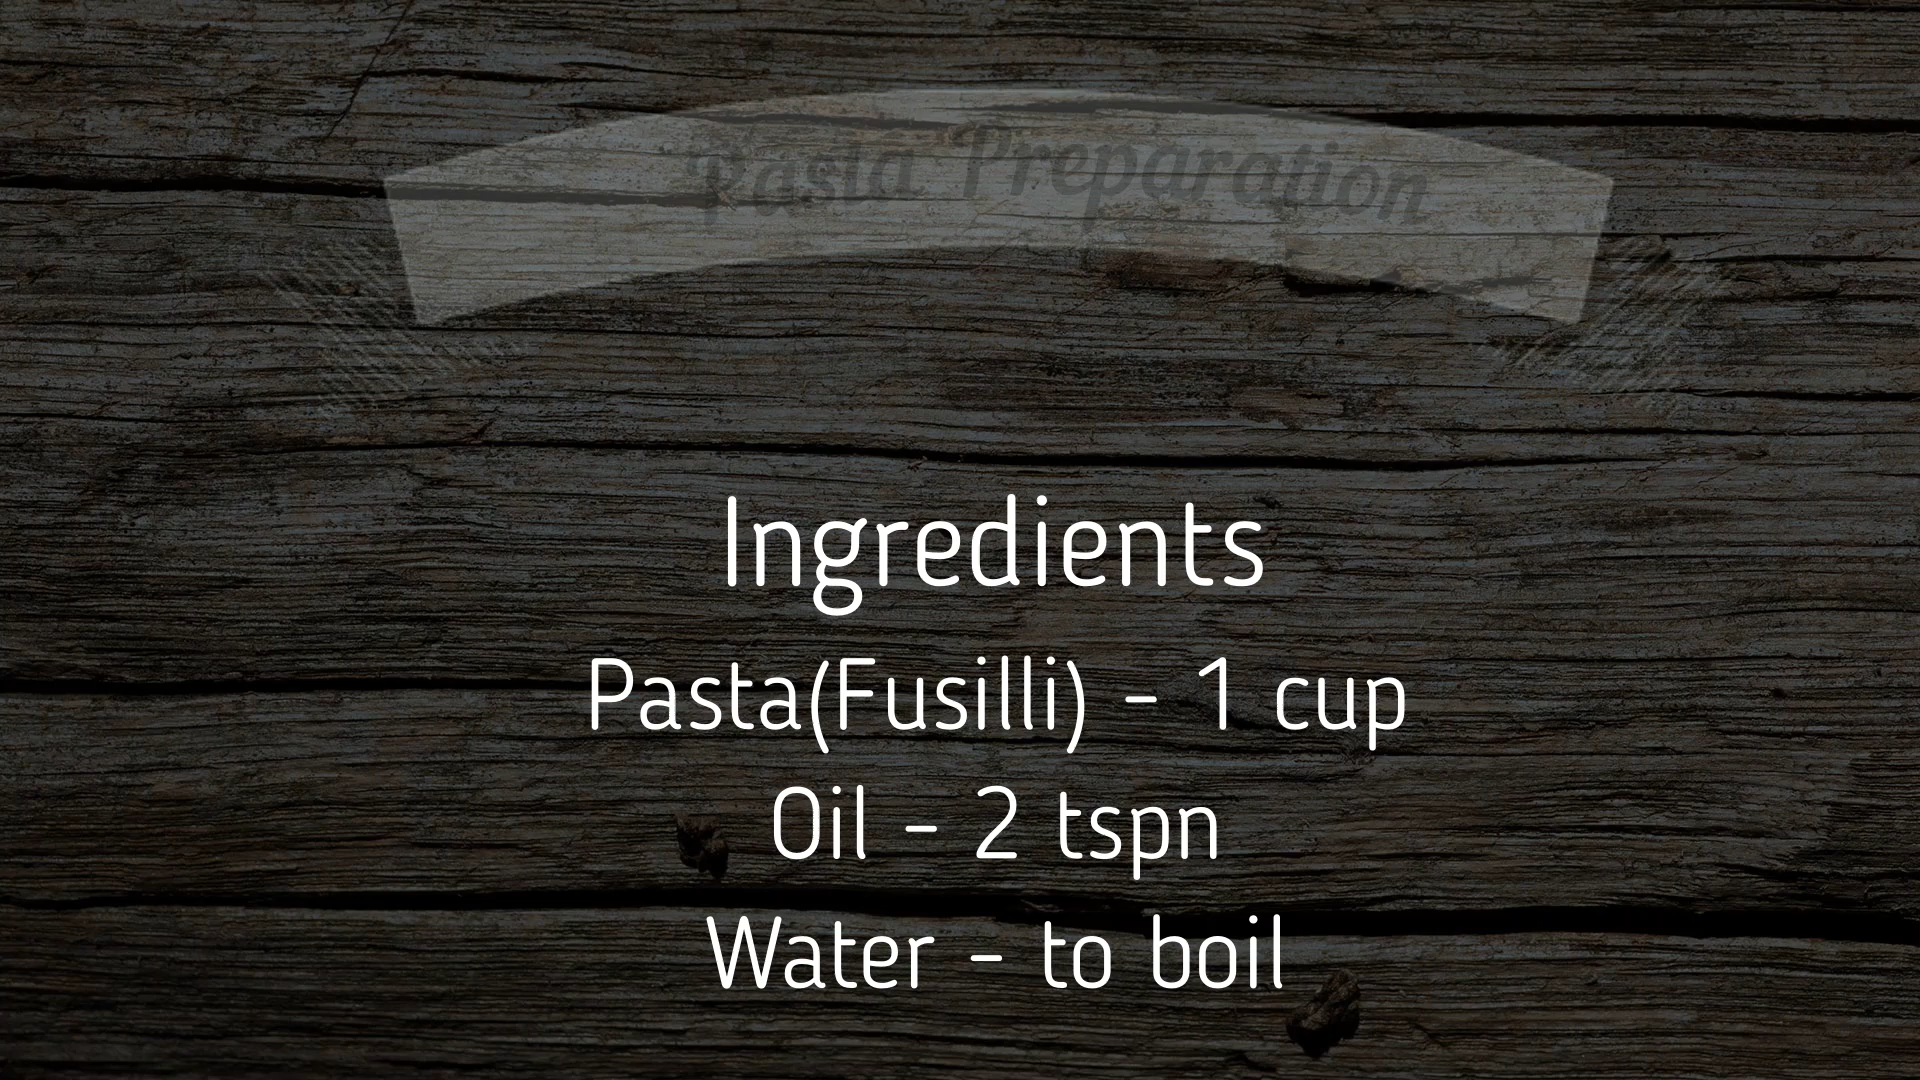 Pasta Preparation
Ingredients
Pasta(Fusilli) - 1 cup
Oil - 2 tspn
Water - to boil